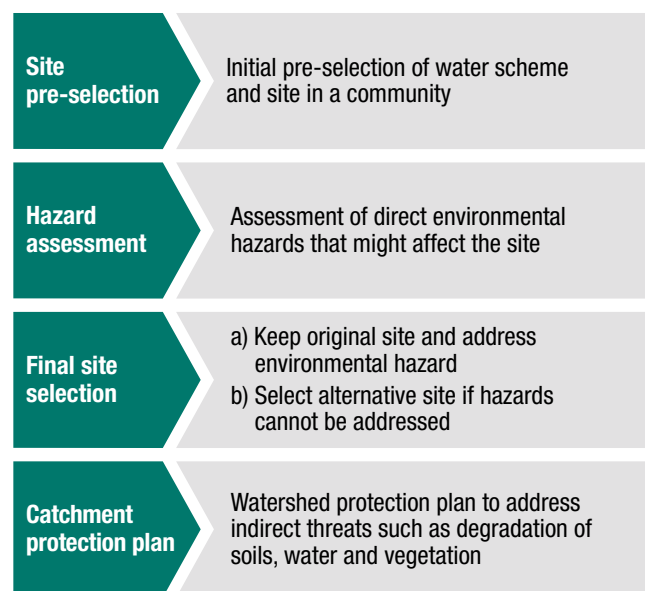 Site
pre-selection
Initial pre-selection of water scheme
and site in a community
Hazard
assessment
Assessment of direct environmental
hazards that might affect the site
Final site
selection
a) Keep original site and address
environmental hazard
b) Select alternative site if hazards
cannot be addressed
Catchment
protection plan
Watershed protection plan to address
indirect threats such as degradation of
soils, water and vegetation